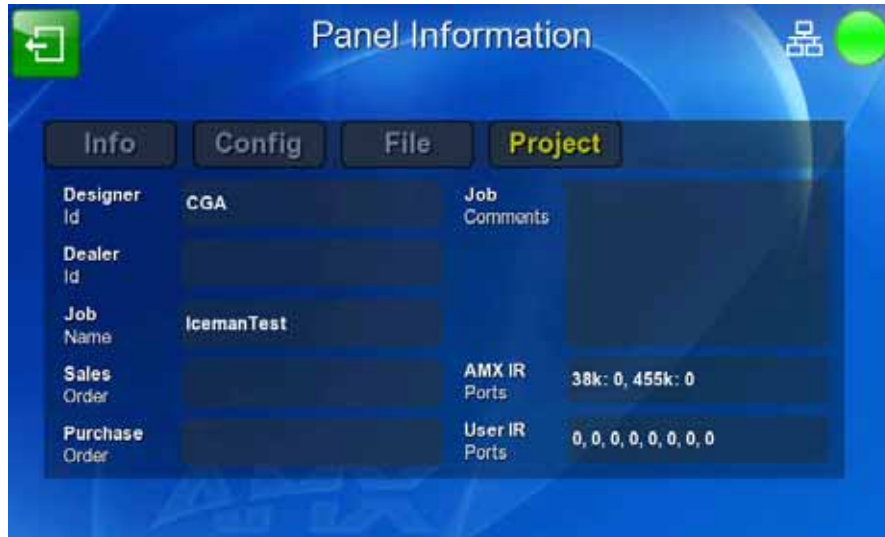 Panel Information
Info Config File Project
Designer
Id
CGA
Job
Comments
Dealer
Id
Job
Name
IcemanTest
Sales
Order
AMX IR
Ports
38k: 0, 455k: 0
Purchase
Order
User IR
Ports
0, 0, 0, 0, 0, 0, 0, 0
AMX